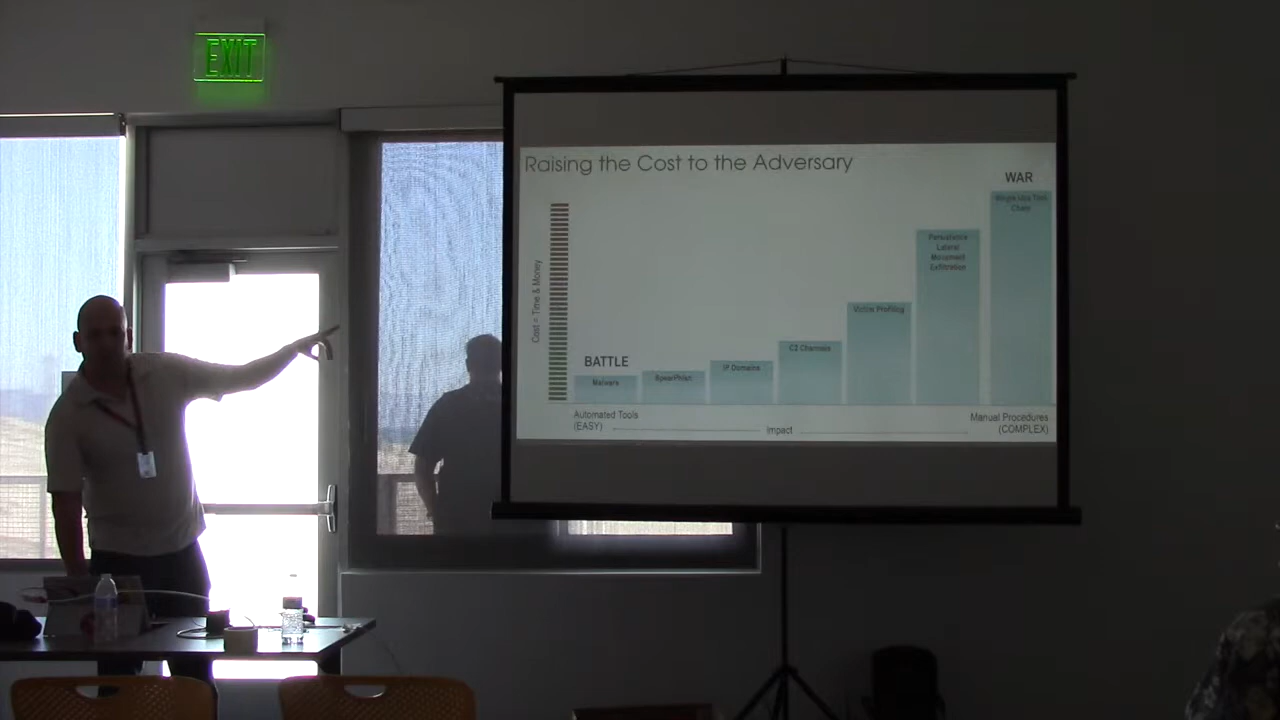 EXIT
Raising the Cost to the Adversary
WAR
Cost = Time & Money
BATTLE
Malware
SpearPhish
IP Domains
C2 Channels
Victim Profiling
Persistence
Lateral
Movement
Exfiltration
Chain
Automated Tools
(EASY)
Impact
Manual Procedures
(COMPLEX)